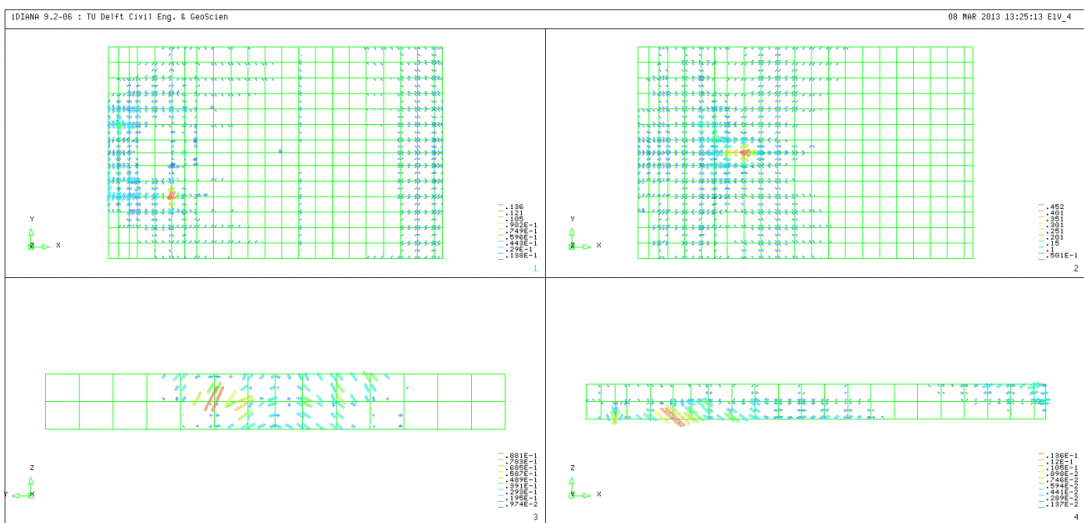 iDIANA 9.2-06 : TU Delft Civil Eng. & GeoScien
08 MAR 2013 13:25:13 E1V_4
Y
Z X
.136
.121
.105
.902E-1
.749E-1
.596E-1
.443E-1
.29E-1
.138E-1
1
Y
Z X
.452
.401
.351
.301
.251
.201
.15
.1
.501E-1
2
Z
Y X
.881E-1
.783E-1
.685E-1
.587E-1
.489E-1
.391E-1
.293E-1
.195E-1
.974E-2
3
Z
Y X
.136E-1
.12E-1
.105E-1
.898E-2
.746E-2
.594E-2
.441E-2
.289E-2
.137E-2
4